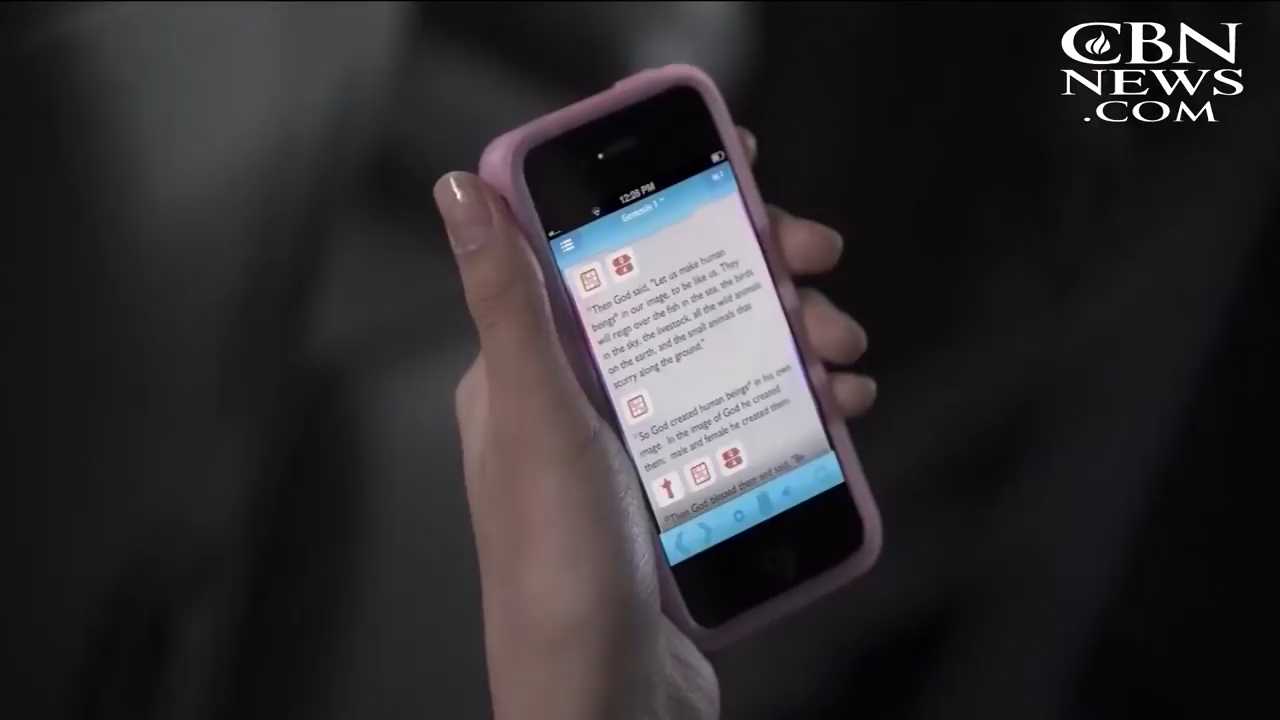 CBN
NEWS
.COM
12:28 PM
Genesis 1
Then God said, "Let us make human
beings* in our image, to be like us. They
will reign over the fish in the sea, the birds
in the sky, the livestock, all the wild animals
on the earth, and the small animals that
scurry along the ground."
So God created human beings* in his own
image. In the image of God he created
them; male and female he created them.
Then God blessed them and said, "Be